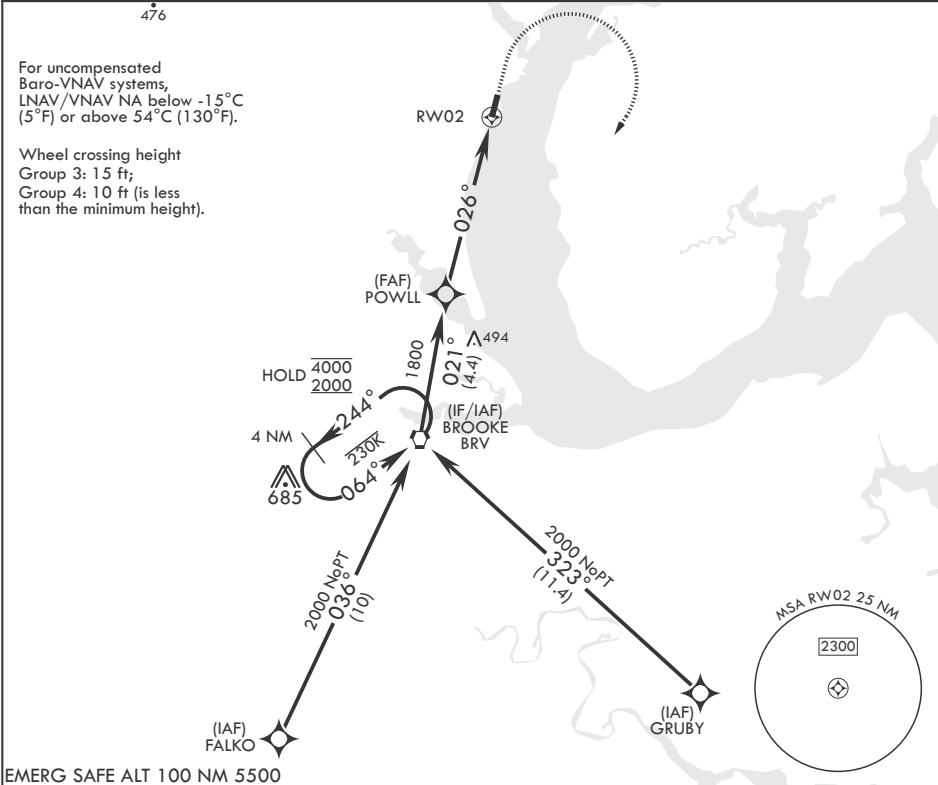 476
For uncompensated
Baro-VNAV systems,
LNAV/VNAV NA below -15°C
(5°F) or above 54°C (130°F).
Wheel crossing height
Group 3: 15 ft;
Group 4: 10 ft (is less
than the minimum height).
RW02
026°
(FAF)
POWLL
1800
021°
(4.4)
494
HOLD 4000
2000
244°
4 NM
230K
064°
685
(IF/IAF)
BROOKE
BRV
2000 NoPT
036°
(10)
2000 NoPT
323°
(11.4)
MSA RW02 25 NM
2300
(IAF)
GRUBY
(IAF)
FALKO
EMERG SAFE ALT 100 NM 5500